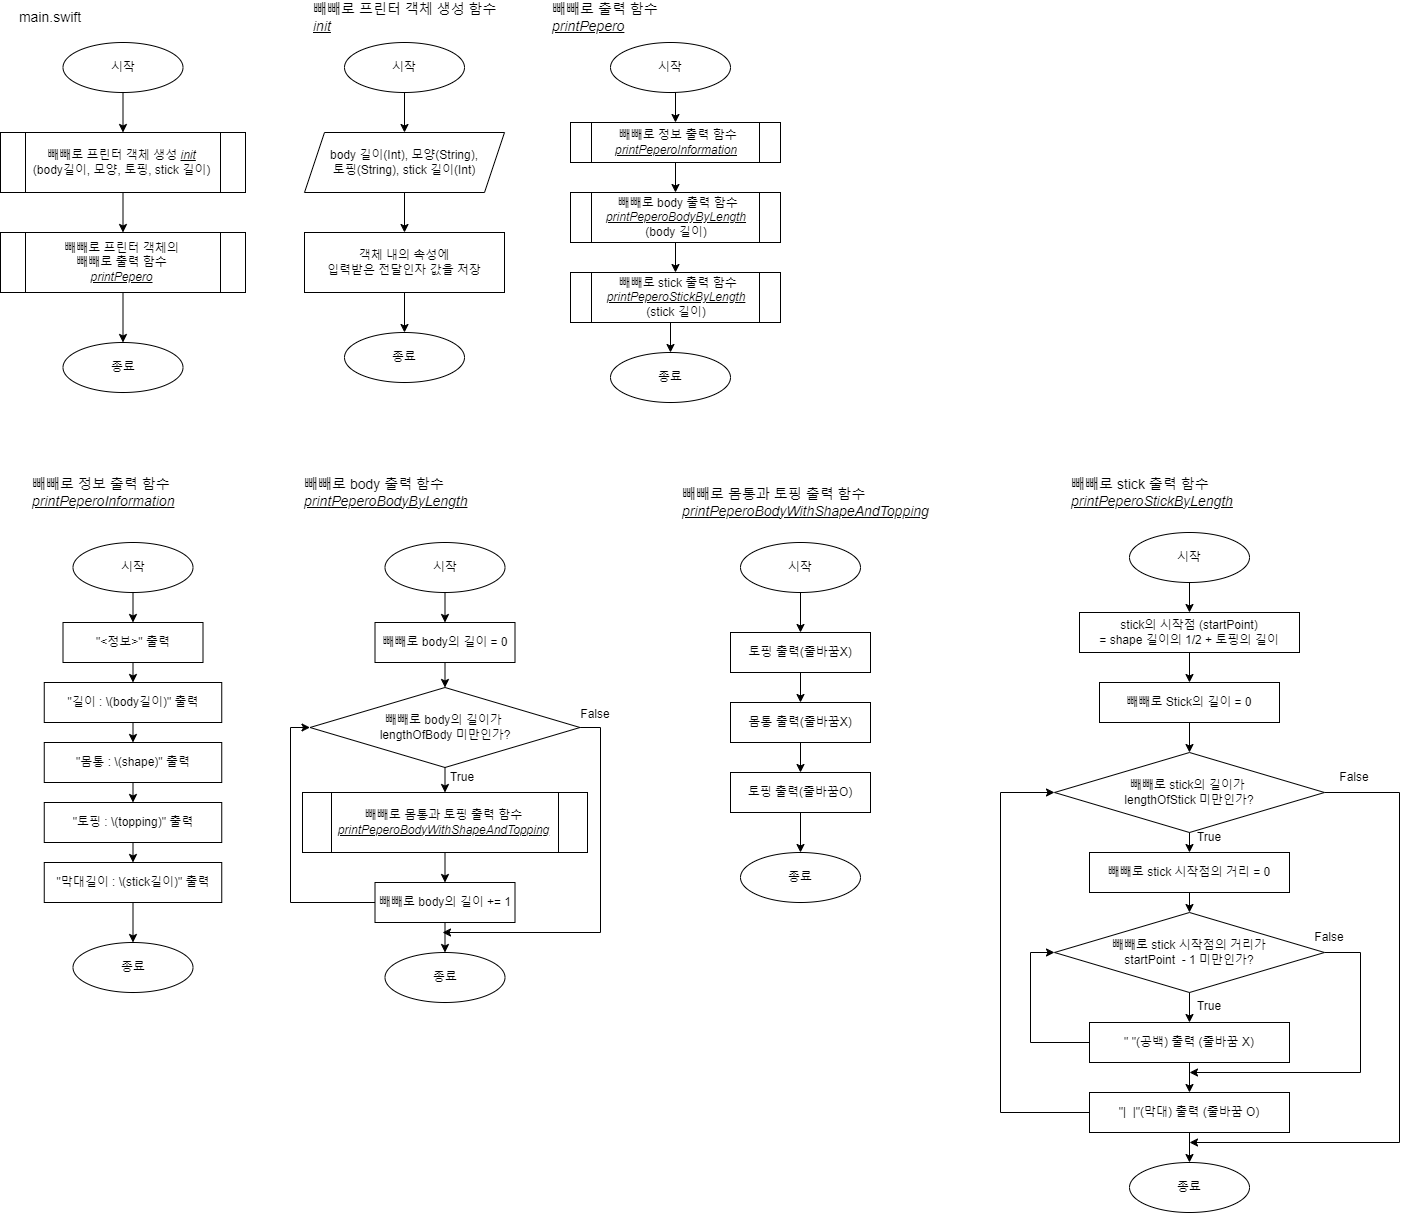 main.swift
시작
빼빼로 프린터 객체 생성 init
(body길이, 모양, 토핑, stick 길이)
빼빼로 프린터 객체의
빼빼로 출력 함수
printPepero
종료
빼빼로 프린터 객체 생성 함수
init
시작
body 길이(Int), 모양(String),
토핑(String), stick 길이(Int)
객체 내의 속성에
입력받은 전달인자 값을 저장
종료
빼빼로 출력 함수
printPepero
시작
빼빼로 정보 출력 함수
printPeperoInformation
빼빼로 body 출력 함수
printPeperoBodyByLength
(body 길이)
빼빼로 stick 출력 함수
printPeperoStickByLength
(stick 길이)
종료
빼빼로 정보 출력 함수
printPeperoInformation
시작
"<정보>" 출력
"길이 : \(body길이)" 출력
"몸통 : \(shape)" 출력
"토핑 : \(topping)" 출력
"막대길이 : \(stick길이)" 출력
종료
빼빼로 body 출력 함수
printPeperoBodyByLength
시작
빼빼로 body의 길이 = 0
빼빼로 body의 길이가
lengthOfBody 미만인가?
False
True
빼빼로 몸통과 토핑 출력 함수
printPeperoBodyWithShapeAndTopping
빼빼로 body의 길이 += 1
종료
빼빼로 몸통과 토핑 출력 함수
printPeperoBodyWithShapeAndTopping
시작
토핑 출력(줄바꿈X)
몸통 출력(줄바꿈X)
토핑 출력(줄바꿈O)
종료
빼빼로 stick 출력 함수
printPeperoStickByLength
시작
stick의 시작점 (startPoint)
= shape 길이의 1/2 + 토핑의 길이
빼빼로 Stick의 길이 = 0
빼빼로 stick의 길이가
lengthOfStick 미만인가?
False
True
빼빼로 stick 시작점의 거리 = 0
빼빼로 stick 시작점의 거리가
startPoint - 1 미만인가?
False
True
" "(공백) 출력 (줄바꿈 X)
"| |"(막대) 출력 (줄바꿈 O)
종료